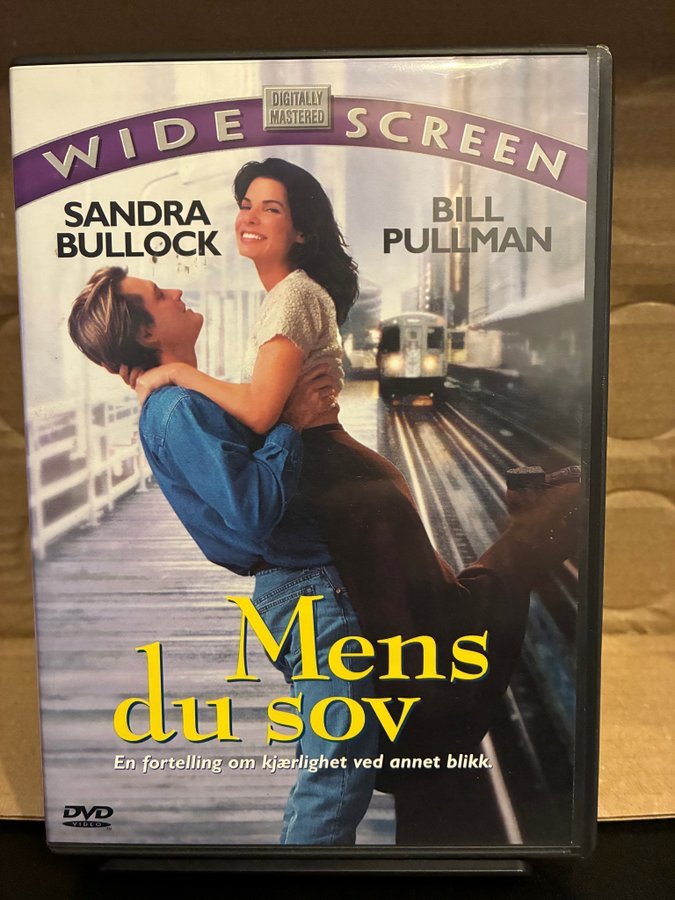 DIGITALLY
MASTERED
WIDE SCREEN
SANDRA
BULLOCK
BILL
PULLMAN
Mens
du sov
En fortelling om kjærlighet ved annet blikk.
DVD
VIDEO